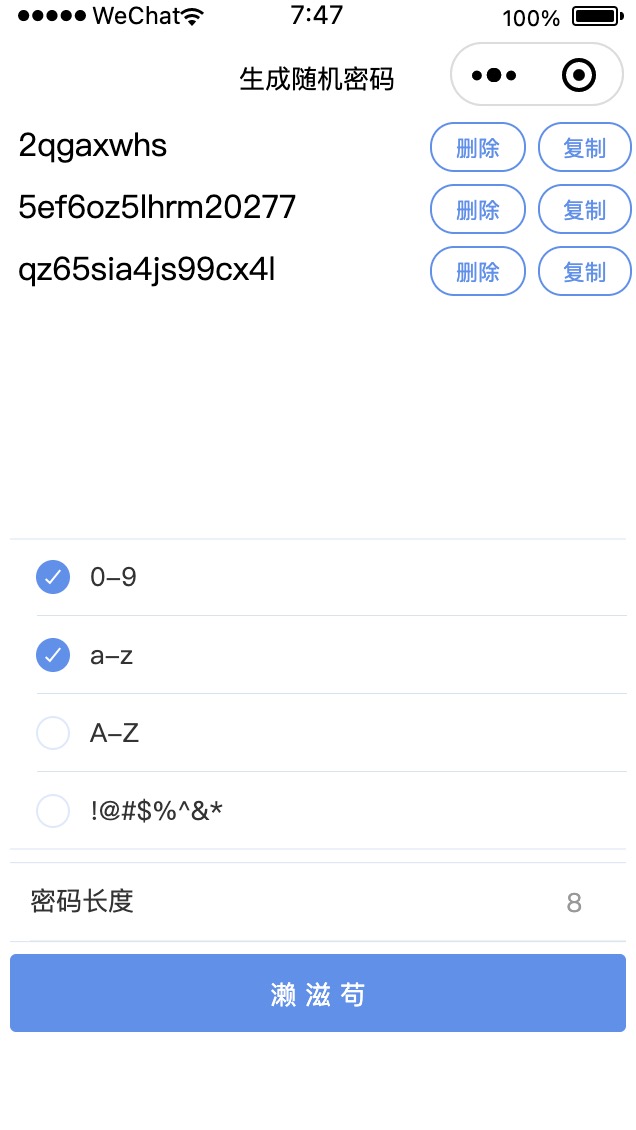 ●●●●● WeChat 7:47 100%
生成随机密码
2qgaxwhs 删除 复制
5ef6oz5lhrm20277 删除 复制
qz65sia4js99cx4l 删除 复制
0-9
a-z
A-Z
!@#$%^&*
密码长度 8
濑 滋 苟